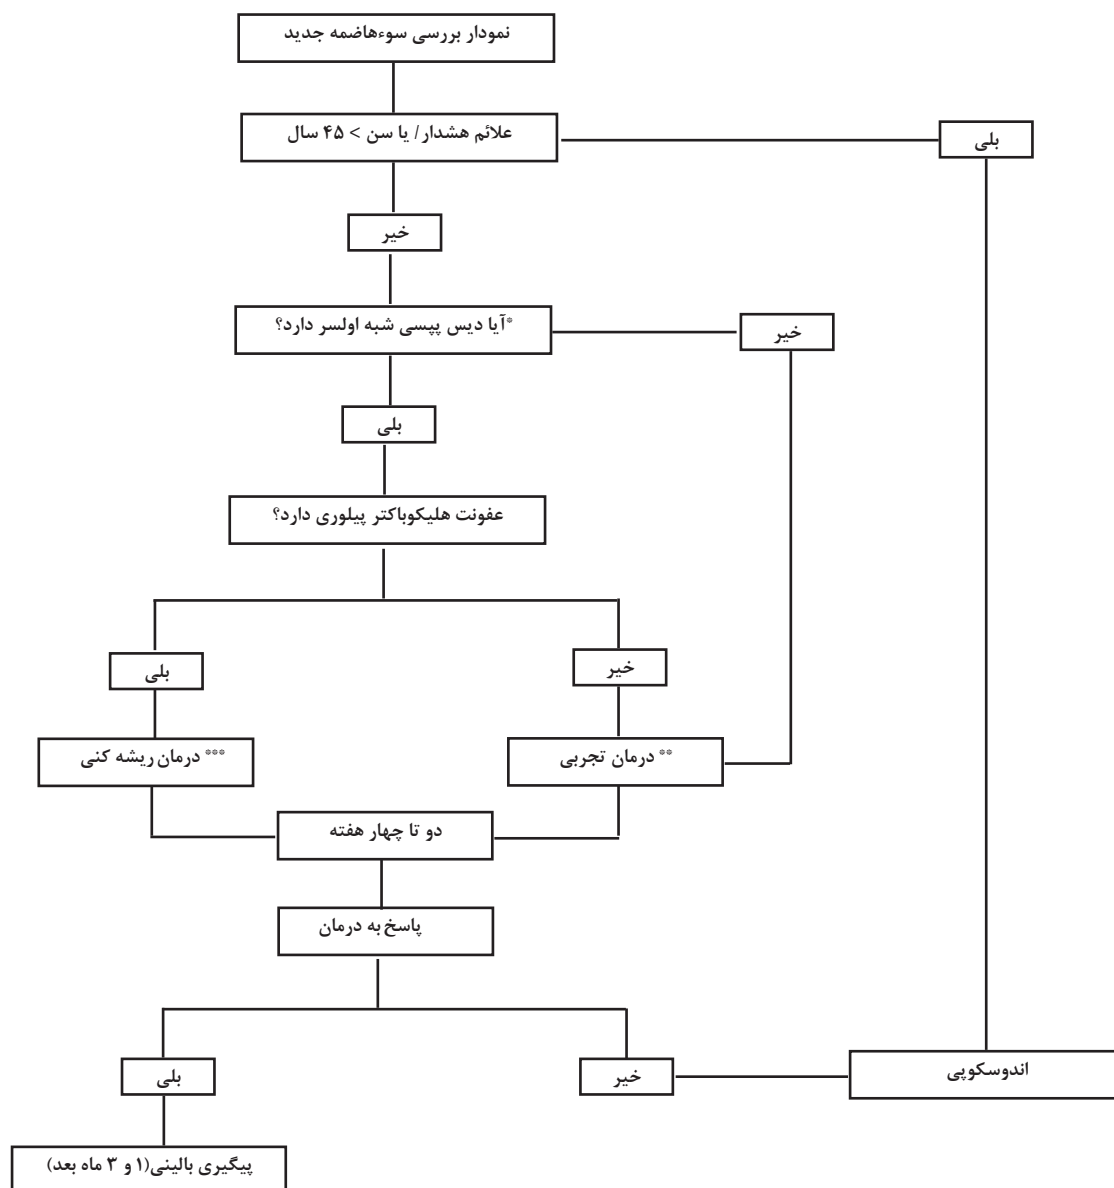 نمودار بررسی سوءهاضمه جدید
علائم هشدار/ یا سن > ۴۵ سال
بلی
خیر
*آیا دیس پپسی شبه اولسر دارد؟
خیر
بلی
عفونت هلیکوباکتر پیلوری دارد؟
بلی
خیر
*** درمان ریشه کنی
** درمان تجربی
دو تا چهار هفته
پاسخ به درمان
بلی
خیر
اندوسکوپی
پیگیری بالینی(۱ و ۳ ماه بعد)